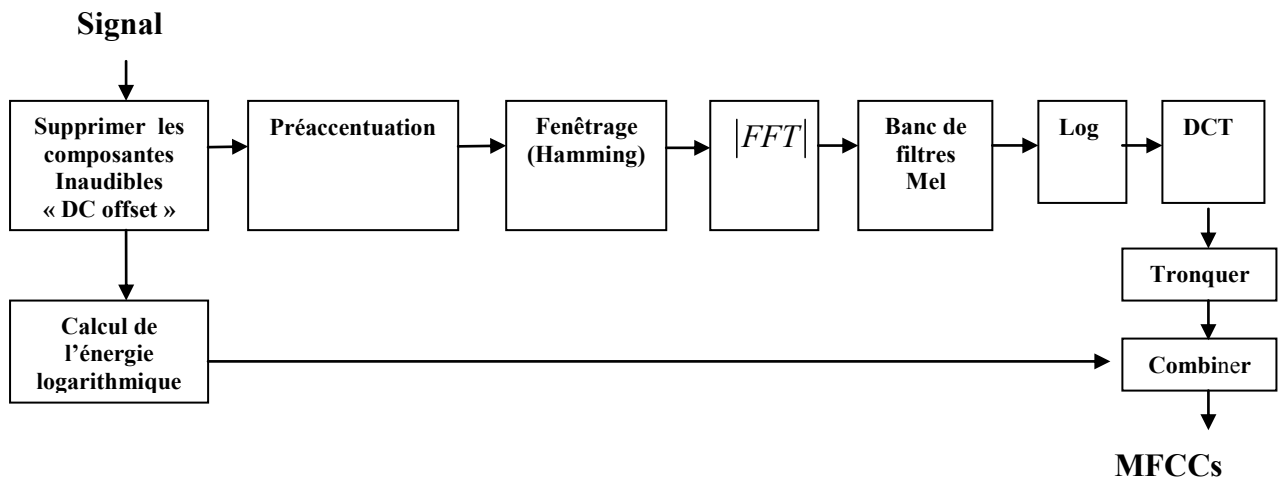 Signal
Supprimer les
composantes
Inaudibles
« DC offset »
Préaccentuation
Fenêtrage
(Hamming)
|FFT|
Banc de
filtres
Mel
Log
DCT
Tronquer
Calcul de
l’énergie
logarithmique
Combiner
MFCCs